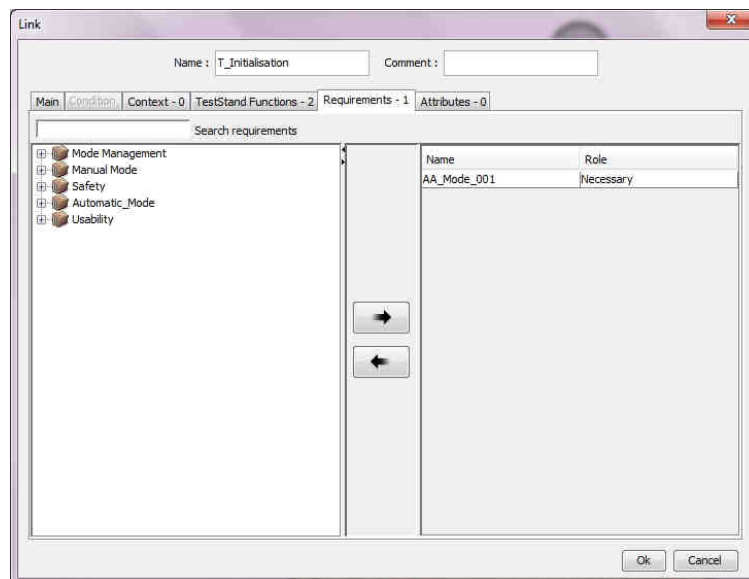 Link
Name : T_Initialisation Comment :
Main Condition Context - 0 TestStand Functions - 2 Requirements - 1 Attributes - 0
Search requirements
Mode Management
Manual Mode
Safety
Automatic_Mode
Usability
Name Role
AA_Mode_001 Necessary
Ok Cancel